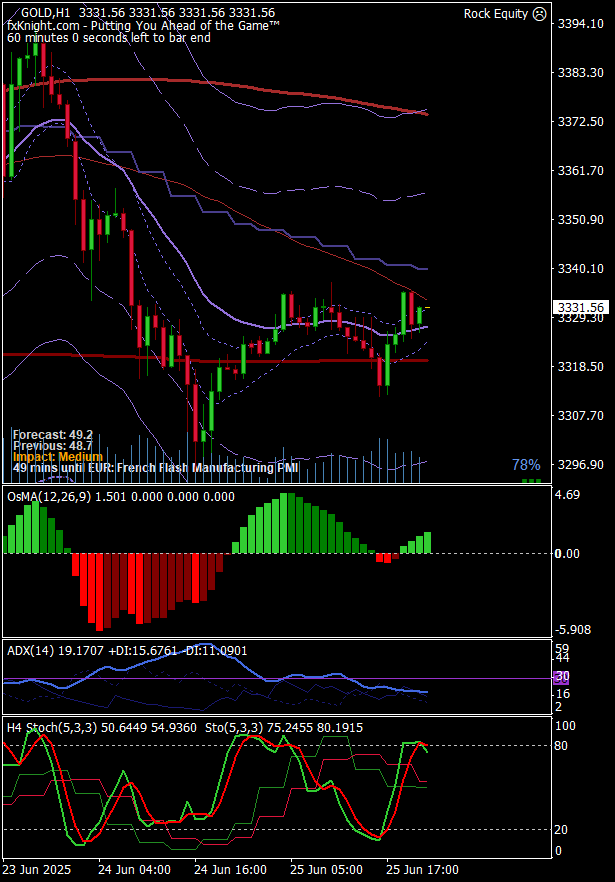 GOLD,H1  3331.56 3331.56 3331.56 3331.56
Rock Equity ☹
fxKnight.com - Putting You Ahead of the Game™
60 minutes 0 seconds left to bar end
3394.10
3383.30
3372.50
3361.70
3350.90
3340.10
3331.56
3329.30
3318.50
3307.70
3296.90
Forecast: 49.2
Previous: 48.7
Impact: Medium
49 mins until EUR: French Flash Manufacturing PMI
78%
OsMA(12,26,9) 1.501 0.000 0.000 0.000
4.69
0.00
-5.908
ADX(14) 19.1707 +DI:15.6761 -DI:11.0901
59
44
30
16
2
H4 Stoch(5,3,3) 50.6449 54.9360  Sto(5,3,3) 75.2455 80.1915
100
80
20
0
23 Jun 2025
24 Jun 04:00
24 Jun 16:00
25 Jun 05:00
25 Jun 17:00